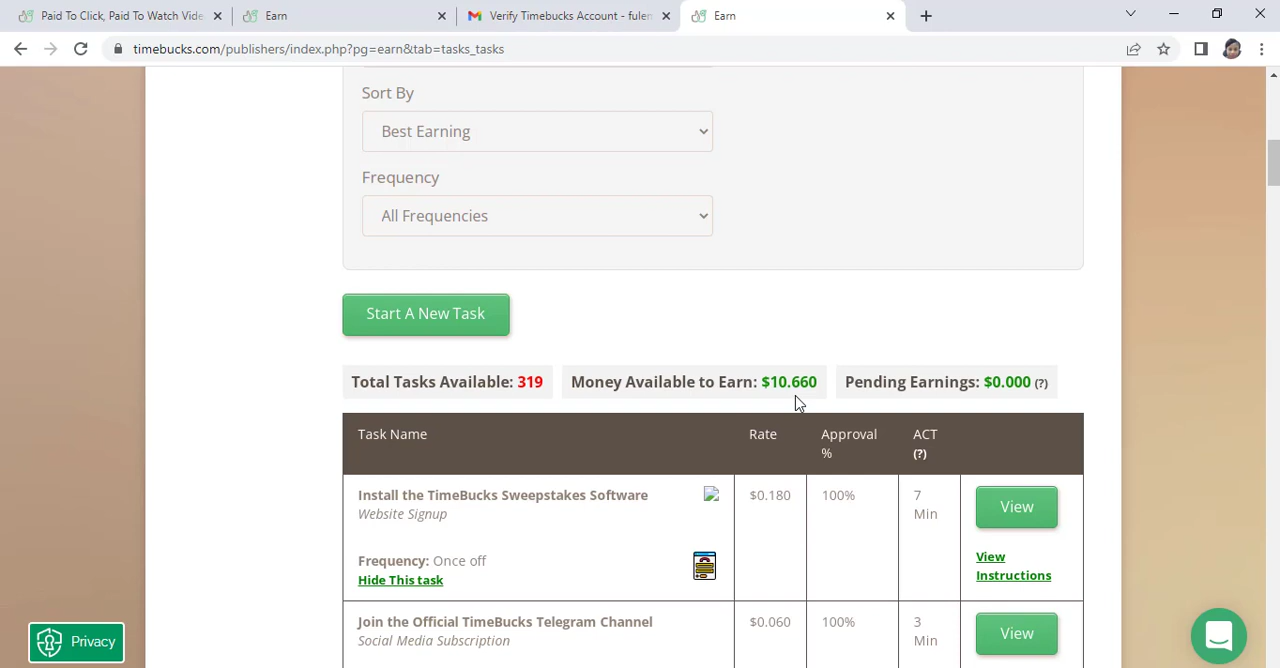 Paid To Click, Paid To Watch Vide
Earn
Verify Timebucks Account - fulem
Earn
timebucks.com/publishers/index.php?pg=earn&tab=tasks_tasks
Sort By
Best Earning
Frequency
All Frequencies
Start A New Task
Total Tasks Available: 319
Money Available to Earn: $10.660
Pending Earnings: $0.000 (?)
Task Name
Rate
Approval
%
ACT
(?)
Install the TimeBucks Sweepstakes Software
Website Signup
$0.180
100%
7
Min
View
Frequency: Once off
Hide This task
View
Instructions
Join the Official TimeBucks Telegram Channel
Social Media Subscription
$0.060
100%
3
Min
View
Privacy